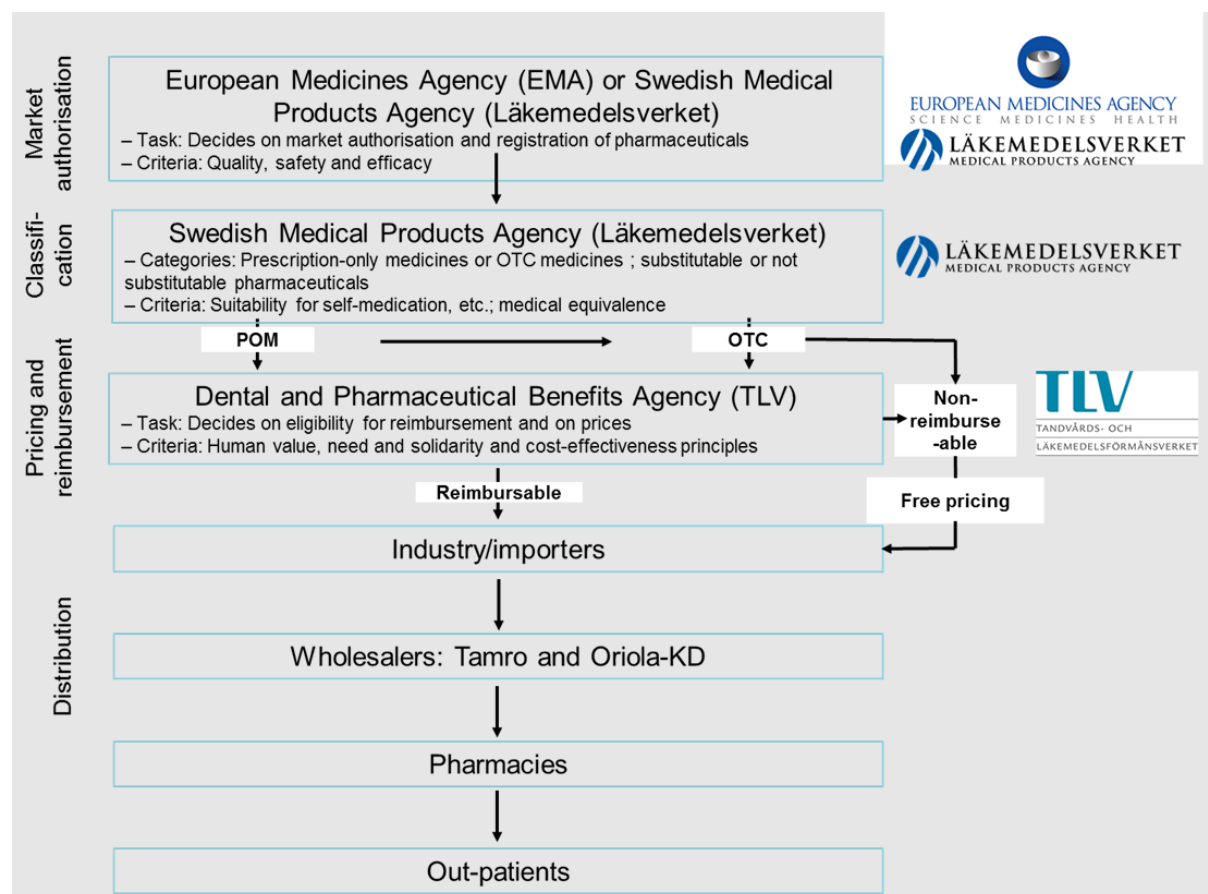 Market
authorisation
European Medicines Agency (EMA) or Swedish Medical
Products Agency (Läkemedelsverket)
– Task: Decides on market authorisation and registration of pharmaceuticals
– Criteria: Quality, safety and efficacy
EUROPEAN MEDICINES AGENCY
SCIENCE MEDICINES HEALTH
LÄKEMEDELSVERKET
MEDICAL PRODUCTS AGENCY
Classifi-
cation
Swedish Medical Products Agency (Läkemedelsverket)
– Categories: Prescription-only medicines or OTC medicines ; substitutable or not
substitutable pharmaceuticals
– Criteria: Suitability for self-medication, etc.; medical equivalence
LÄKEMEDELSVERKET
MEDICAL PRODUCTS AGENCY
POM
OTC
Pricing and
reimbursement
Dental and Pharmaceutical Benefits Agency (TLV)
– Task: Decides on eligibility for reimbursement and on prices
– Criteria: Human value, need and solidarity and cost-effectiveness principles
Non-
reimburse
-able
TLV
TANDVÅRDS- OCH
LÄKEMEDELSFÖRMÅNSVERKET
Reimbursable
Free pricing
Distribution
Industry/importers
Wholesalers: Tamro and Oriola-KD
Pharmacies
Out-patients